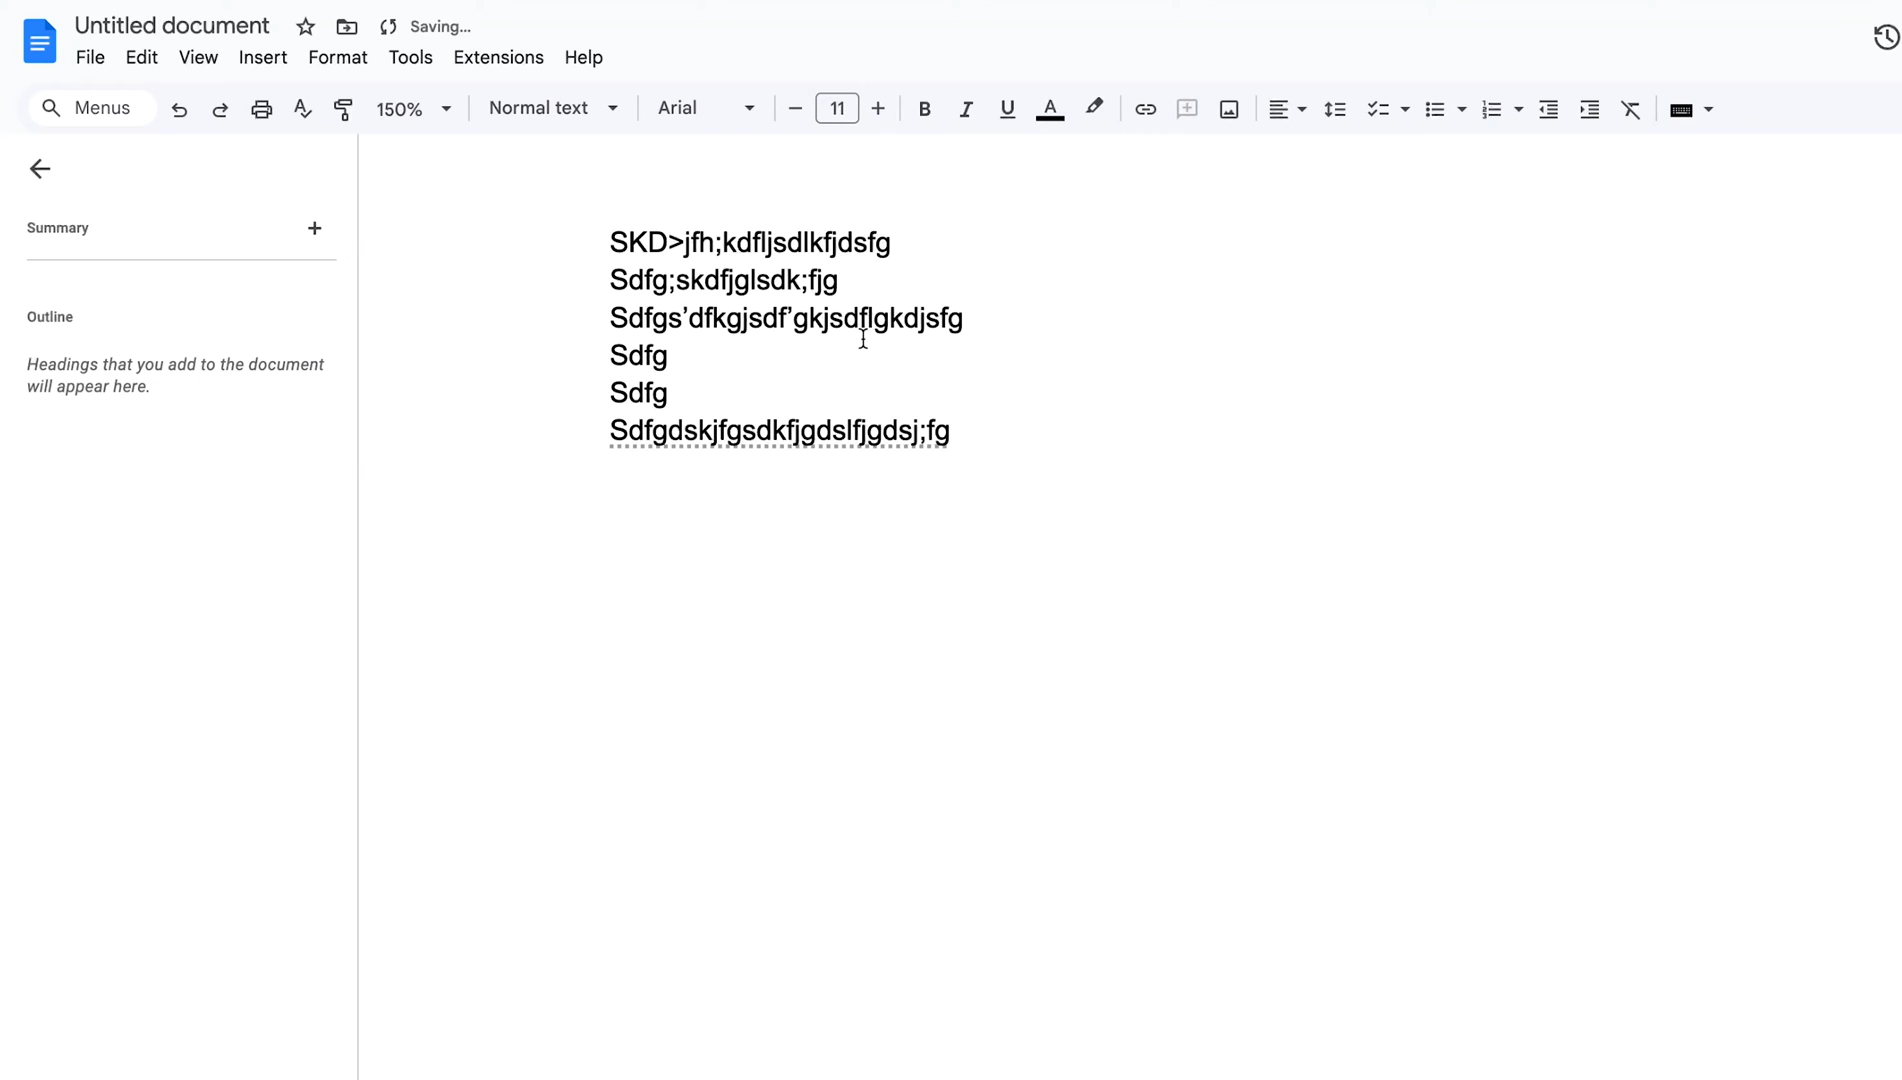 Untitled document Saving...
File Edit View Insert Format Tools Extensions Help
Menus 150% Normal text Arial 11 B I U A
Summary
Outline
Headings that you add to the document
will appear here.
SKD>jfh;kdfljsdlkfjdsfg
Sdfg;skdfjglsdk;fjg
Sdfgs’dfkgjsdf’gkjsdflgkdjsfg
Sdfg
Sdfg
Sdfgdskjfgsdkfjgdslfjgdsj;fg